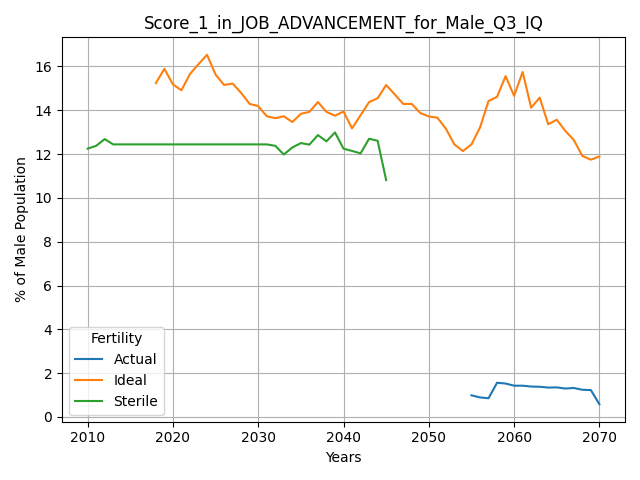 Score_1_in_JOB_ADVANCEMENT_for_Male_Q3_IQ
% of Male Population
16
14
12
10
8
6
4
2
0
Fertility
Actual
Ideal
Sterile
2010 2020 2030 2040 2050 2060 2070
Years